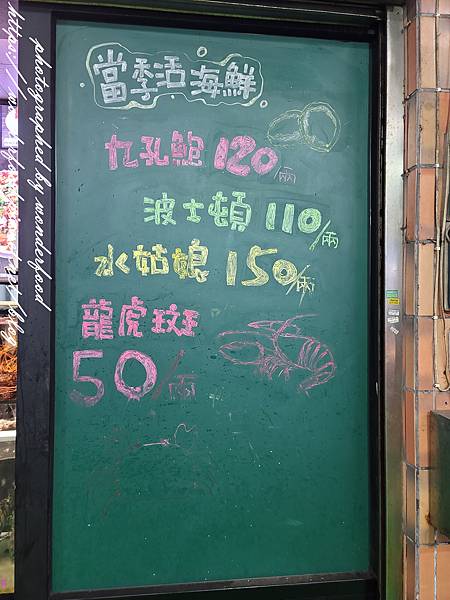 當季活海鮮
九孔鮑 120/兩
波士頓 110/兩
水姑娘 150/兩
龍虎斑
50/兩
photographed by wonderfood